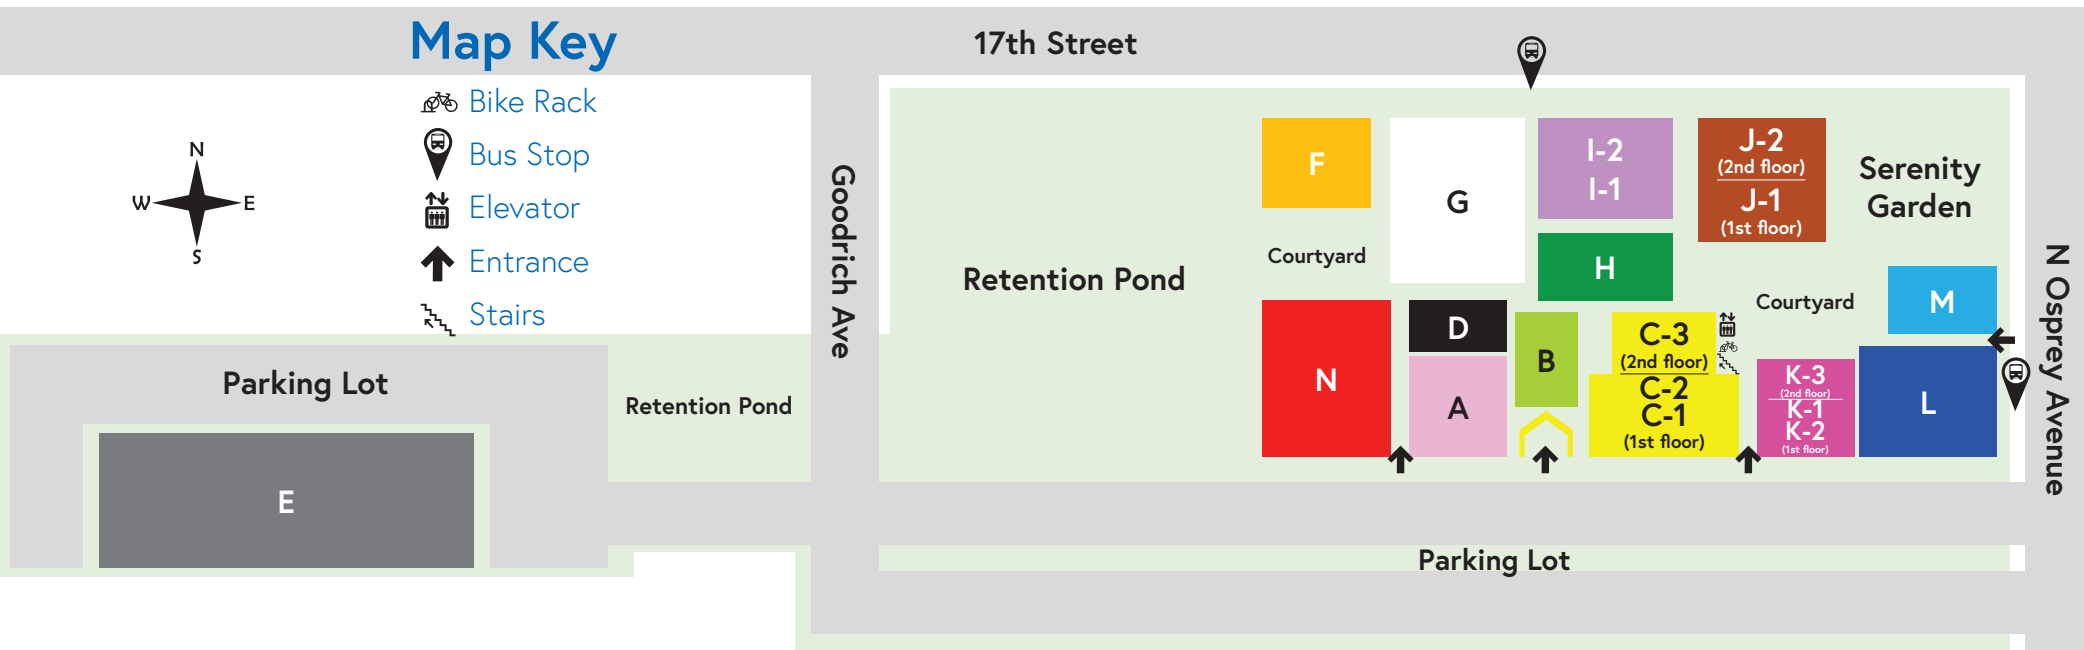 Map Key
Bike Rack
Bus Stop
Elevator
Entrance
Stairs
N
W
E
S
17th Street
Goodrich Ave
N Osprey Avenue
Parking Lot
E
Retention Pond
Retention Pond
F
Courtyard
G
I-2
I-1
H
J-2
(2nd floor)
J-1
(1st floor)
Serenity
Garden
Courtyard
M
N
D
A
B
C-3
(2nd floor)
C-2
C-1
(1st floor)
K-3
(2nd floor)
K-1
K-2
(1st floor)
L
Parking Lot